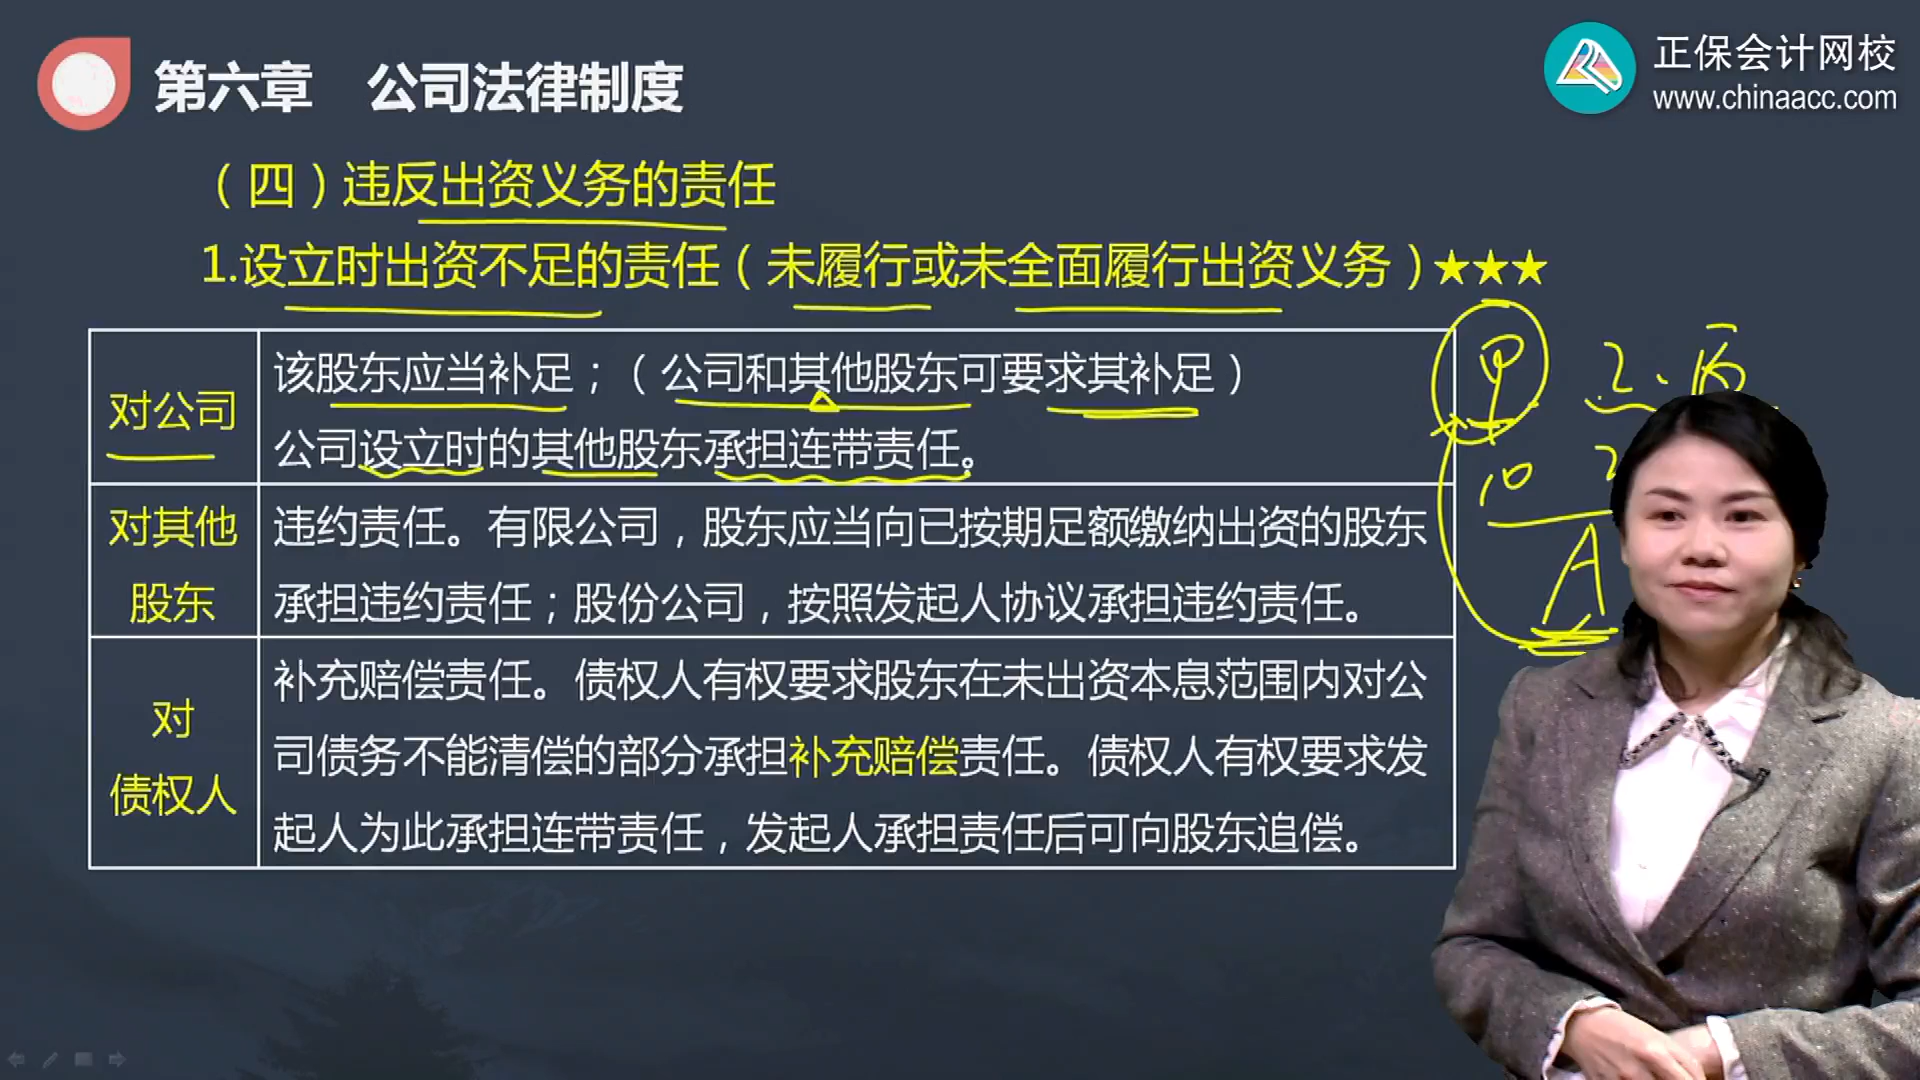 第六章 公司法律制度
正保会计网校
www.chinaacc.com
（四）违反出资义务的责任
1.设立时出资不足的责任（未履行或未全面履行出资义务）★★★
对公司
该股东应当补足；（公司和其他股东可要求其补足）
公司设立时的其他股东承担连带责任。
对其他
股东
违约责任。有限公司，股东应当向已按期足额缴纳出资的股东
承担违约责任；股份公司，按照发起人协议承担违约责任。
对
债权人
补充赔偿责任。债权人有权要求股东在未出资本息范围内对公
司债务不能清偿的部分承担补充赔偿责任。债权人有权要求发
起人为此承担连带责任，发起人承担责任后可向股东追偿。
甲 乙、丙
10
A